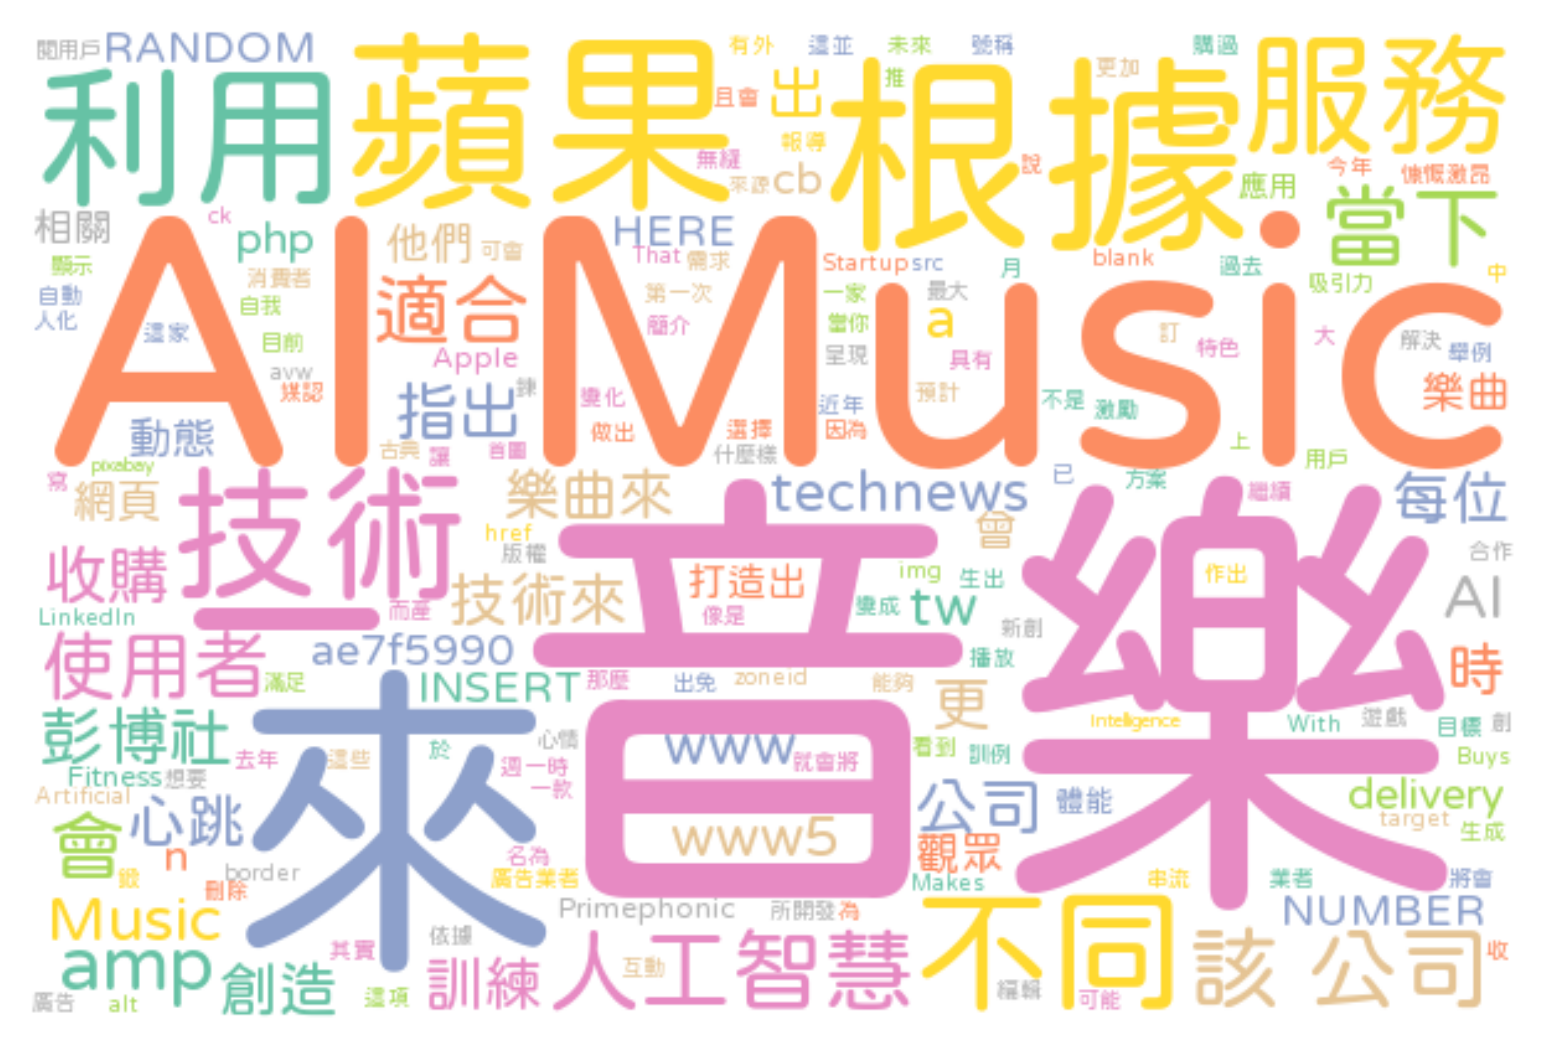 閱用戶 RANDOM 蘋果 有外 這並 未來 號稱 購過 服務
利用 且會 出 推 根據 更加
報導
無縫 來源 cb 說 應用 今年 慷慨激昂
相關 ck php 他們 可會 HERE 當下
顯示 消費者 That 需求 Startup src 月 blank 過去 吸引力 中
自動 自我 適合 第一次 一家 最大
人化 這家 AI Music 簡介 當你 a 訂 大 解決
目前 Apple 呈現 具有 特色 舉例
avw 媒認 指出 鍊 變化 近年 預計 不是 激勵 樂曲
動態 古典 讓 首圖 做出 選擇 因為 上
pixabay 什麼樣 已 方案 用戶
寫 網頁 技術 樂曲來 technews 曾 繼續 每位
href 版權 音樂 合作
收購 技術來 打造出 img 生出 作出 AI
LinkedIn 一 而產 像是 變成 tw 新創
使用者 ae7f5990 播放 時
滿足 INSERT 那麼 出免 zoneid 能夠 更
彭博社 來 心情 www 看到 訓例 Intelligence With 遊戲 目標 創
去年 這些 於 週一時 就會將 Buys
Fitness 想要 一款
Artificial 心跳 www5 公司 體能 delivery
會 target 生成
n 名為 觀眾
鍛 刪除 border 廣告業者 Makes 串流 業者 將會
Music Primephonic 所開發 為 不同 NUMBER
amp 創造 其實 依據 訓練 人工智慧 該 公司 收
互動
廣告 alt 這項 編輯 可能